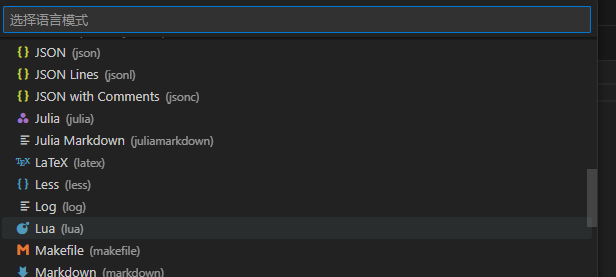 选择语言模式
{} JSON (json)
{} JSON Lines (jsonl)
{} JSON with Comments (jsonc)
Julia (julia)
Julia Markdown (juliamarkdown)
TEX LaTeX (latex)
{} Less (less)
Log (log)
Lua (lua)
M Makefile (makefile)
Markdown (markdown)